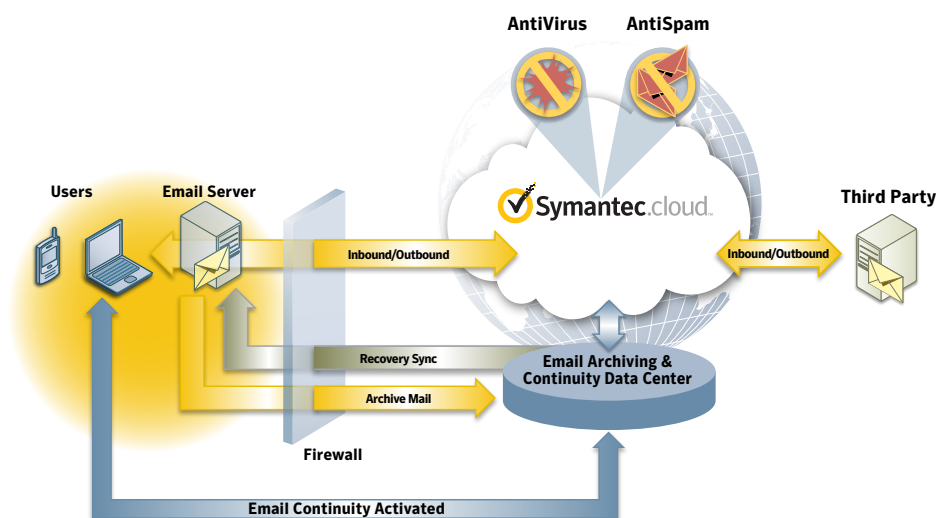 AntiVirus
AntiSpam
Users
Email Server
Symantec.cloud™
Third Party
Inbound/Outbound
Inbound/Outbound
Recovery Sync
Email Archiving &
Continuity Data Center
Archive Mail
Firewall
Email Continuity Activated